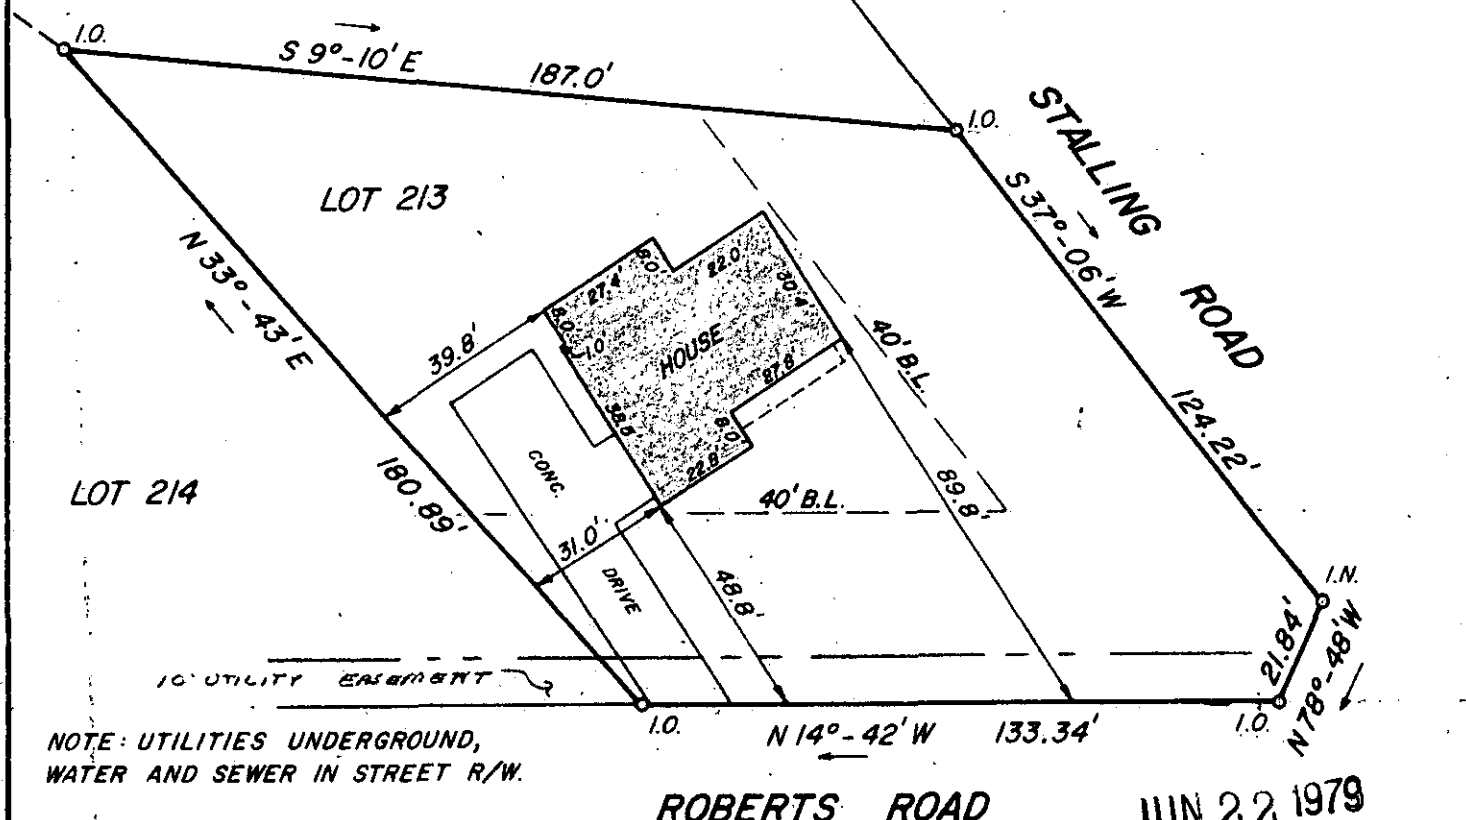 I.O.
S 9°-10' E
187.0'
I.O.
STALLING ROAD
LOT 213
S 37°-06' W
N 33°-43' E
8.0'
22.0'
27.4'
30.4'
8.0'
1.0'
39.8'
HOUSE
40' B.L.
27.8'
38.5'
124.22'
8.0'
22.8'
CONC.
LOT 214
180.89'
40' B.L.
89.8'
31.0'
DRIVE
48.8'
I.N.
21.84'
N 78°-48' W
10' UTILITY EASEMENT
I.O.
I.O.
N 14°-42' W
133.34'
NOTE: UTILITIES UNDERGROUND,
WATER AND SEWER IN STREET R/W.
ROBERTS ROAD
JUN 22 1979